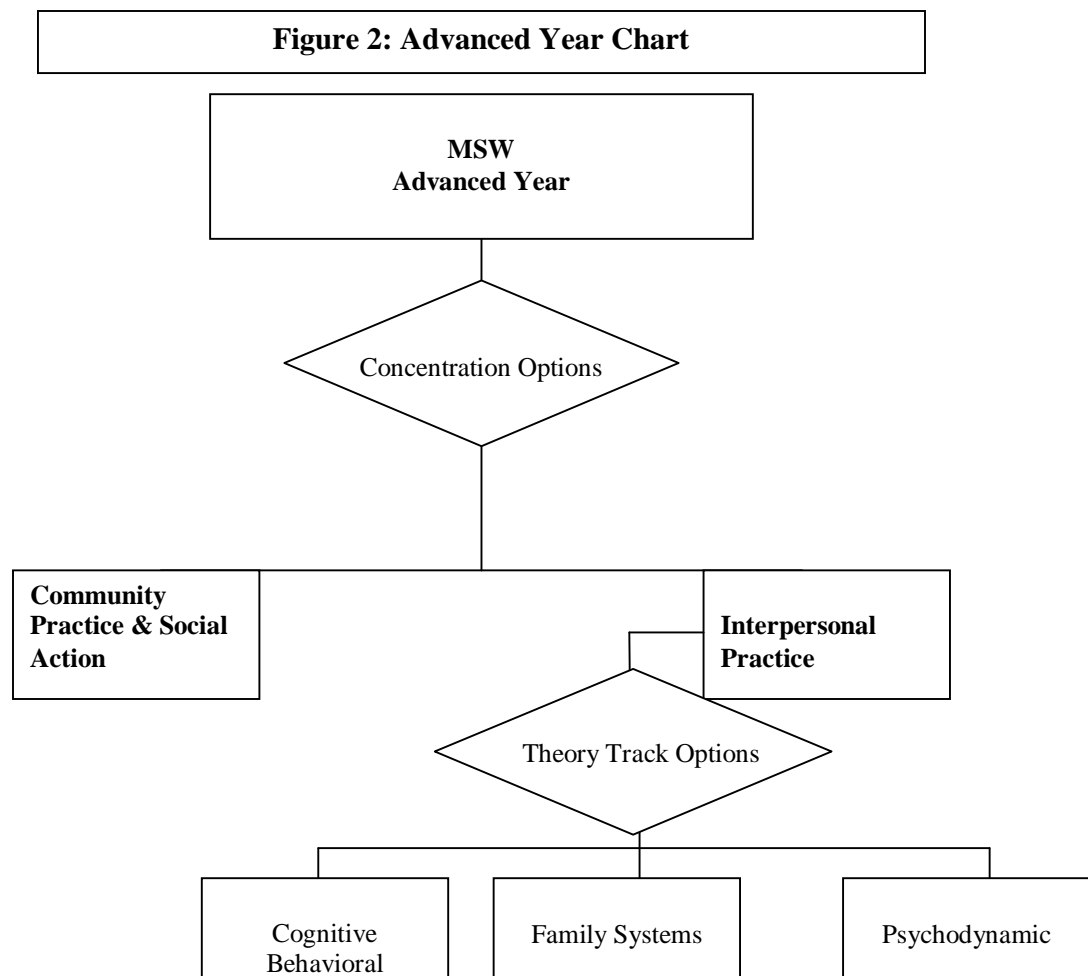 Figure 2: Advanced Year Chart
MSW
Advanced Year
Concentration Options
Community
Practice & Social
Action
Interpersonal
Practice
Theory Track Options
Cognitive
Behavioral
Family Systems
Psychodynamic